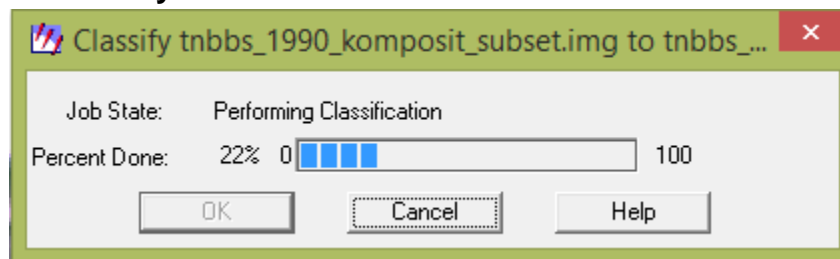 Classify tnbbs_1990_komposit_subset.img to tnbbs_...
Job State: Performing Classification
Percent Done: 22% 0 100
OK Cancel Help